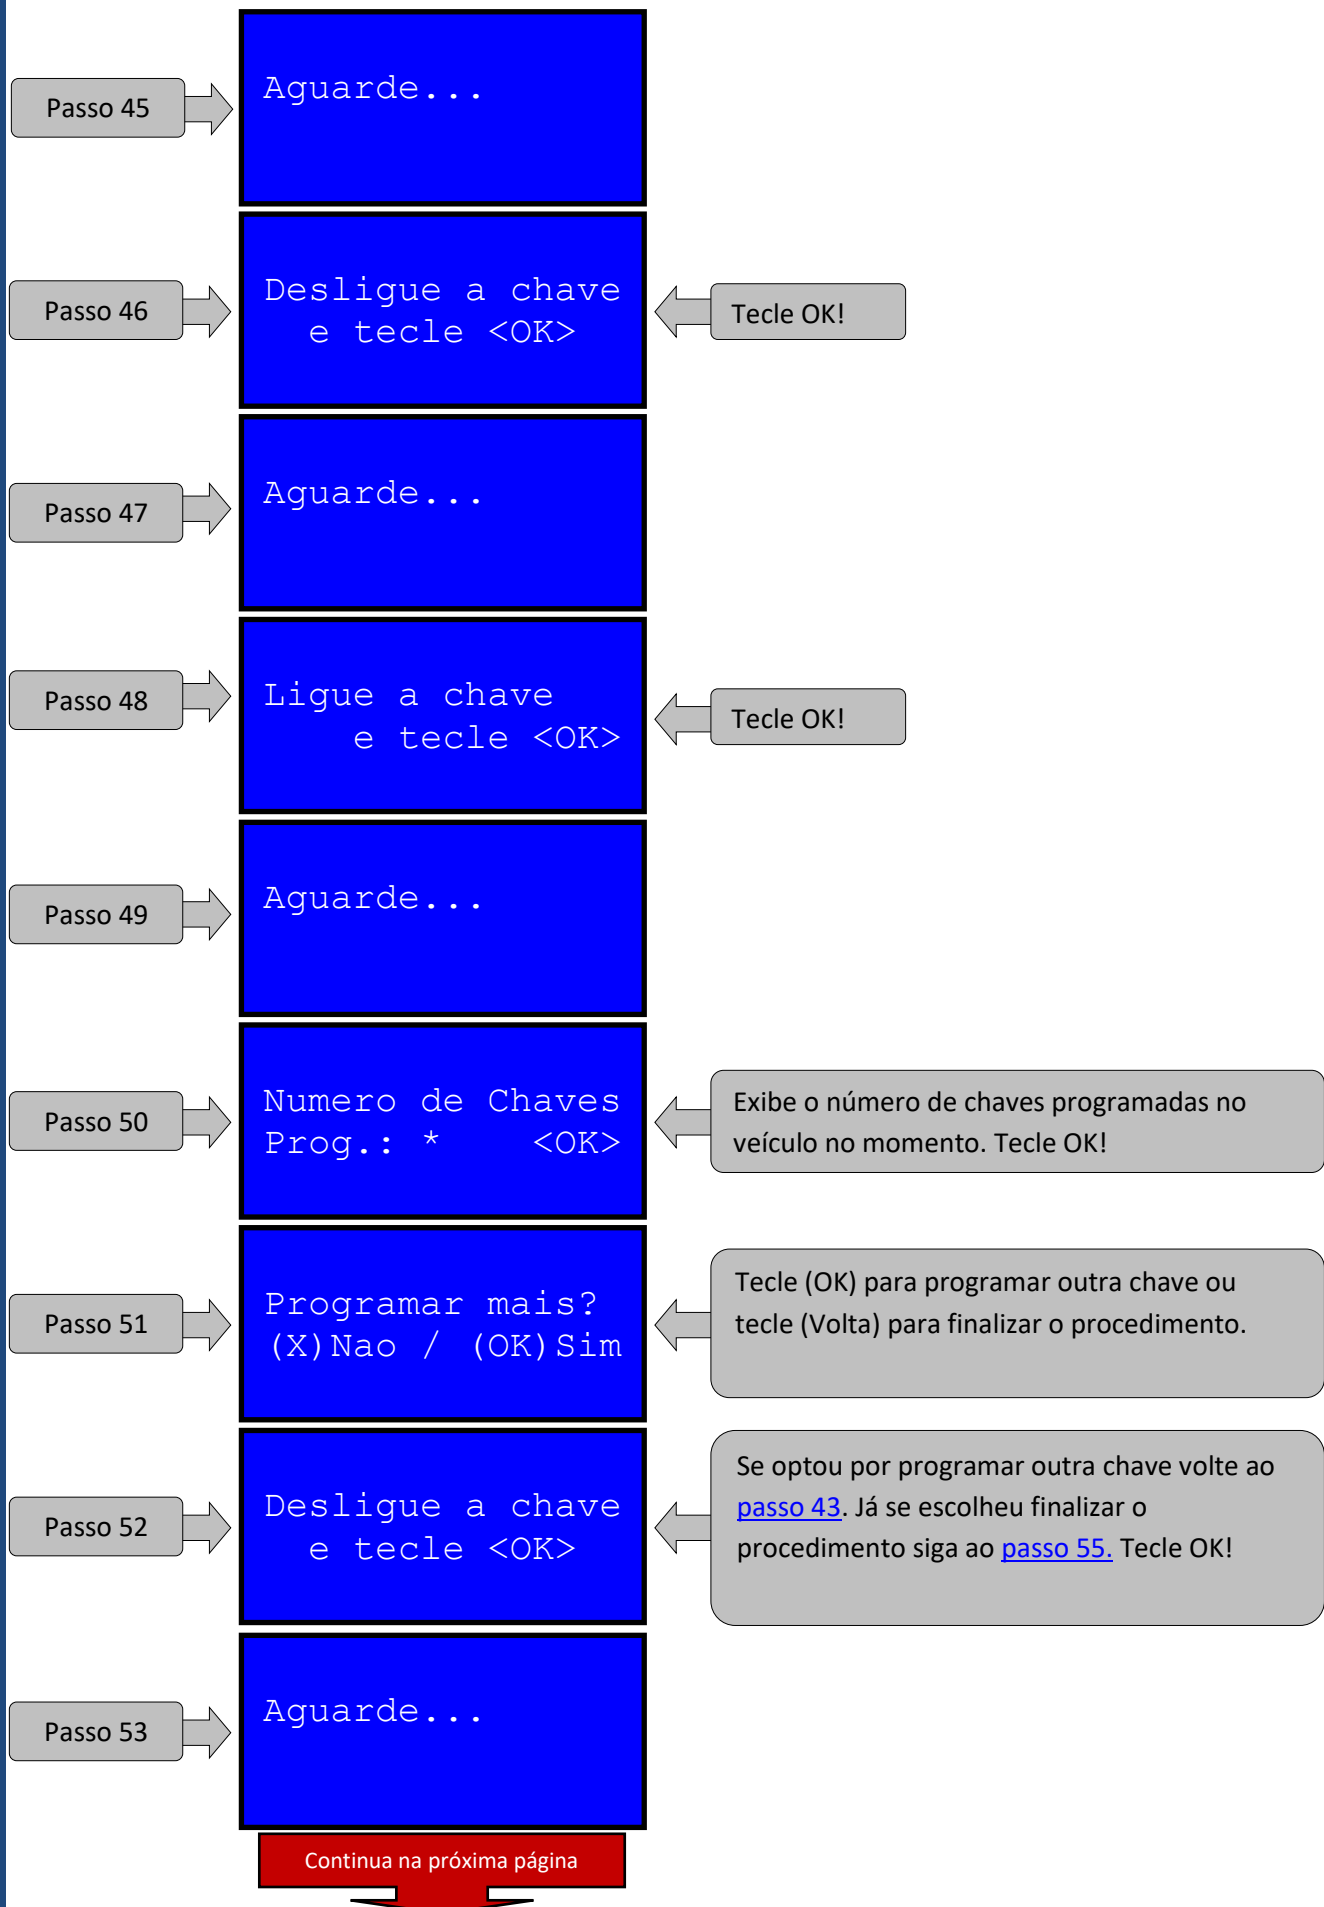 Passo 45
Aguarde...
Passo 46
Desligue a chave
e tecle <OK>
Tecle OK!
Passo 47
Aguarde...
Passo 48
Ligue a chave
e tecle <OK>
Tecle OK!
Passo 49
Aguarde...
Passo 50
Numero de Chaves
Prog.: * <OK>
Exibe o número de chaves programadas no
veículo no momento. Tecle OK!
Passo 51
Programar mais?
(X)Nao / (OK)Sim
Tecle (OK) para programar outra chave ou
tecle (Volta) para finalizar o procedimento.
Passo 52
Desligue a chave
e tecle <OK>
Se optou por programar outra chave volte ao
passo 43. Já se escolheu finalizar o
procedimento siga ao passo 55. Tecle OK!
Passo 53
Aguarde...
Continua na próxima página